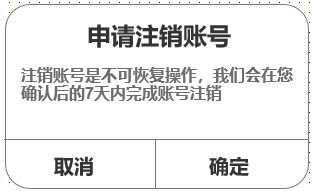 申请注销账号
注销账号是不可恢复操作，我们会在您
确认后的7天内完成账号注销
取消
确定